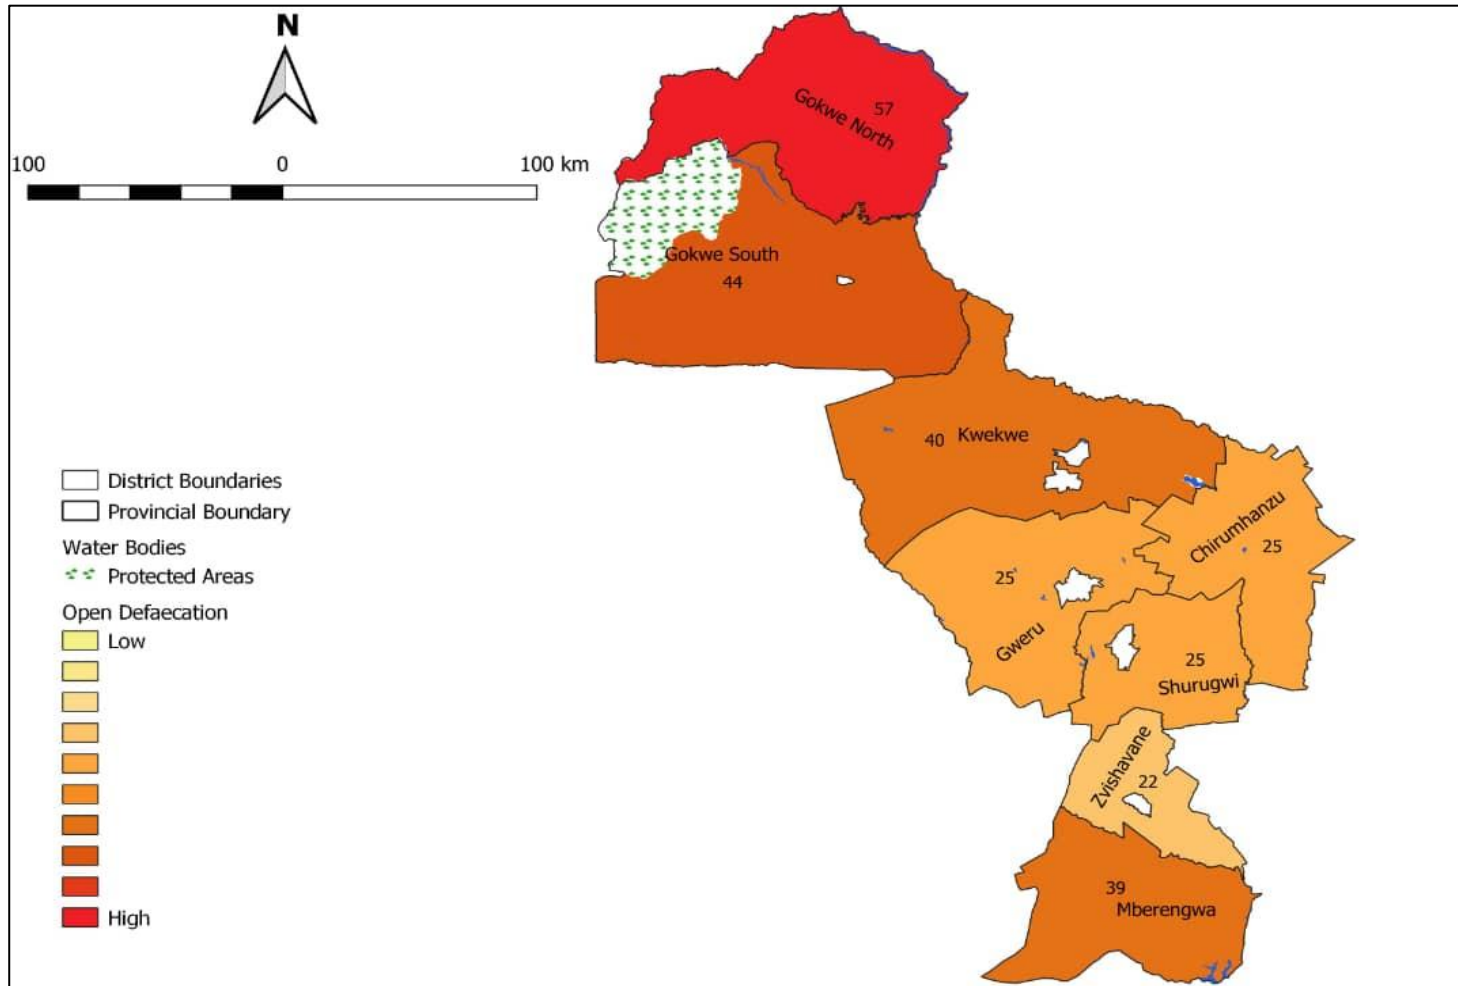 N
100 0 100 km
Gokwe North
57
Gokwe South
44
40 Kwekwe
Chirumhanzu
25
25
Gweru
25
Shurugwi
Zvishavane
22
39
Mberengwa
District Boundaries
Provincial Boundary
Water Bodies
Protected Areas
Open Defaecation
Low
High